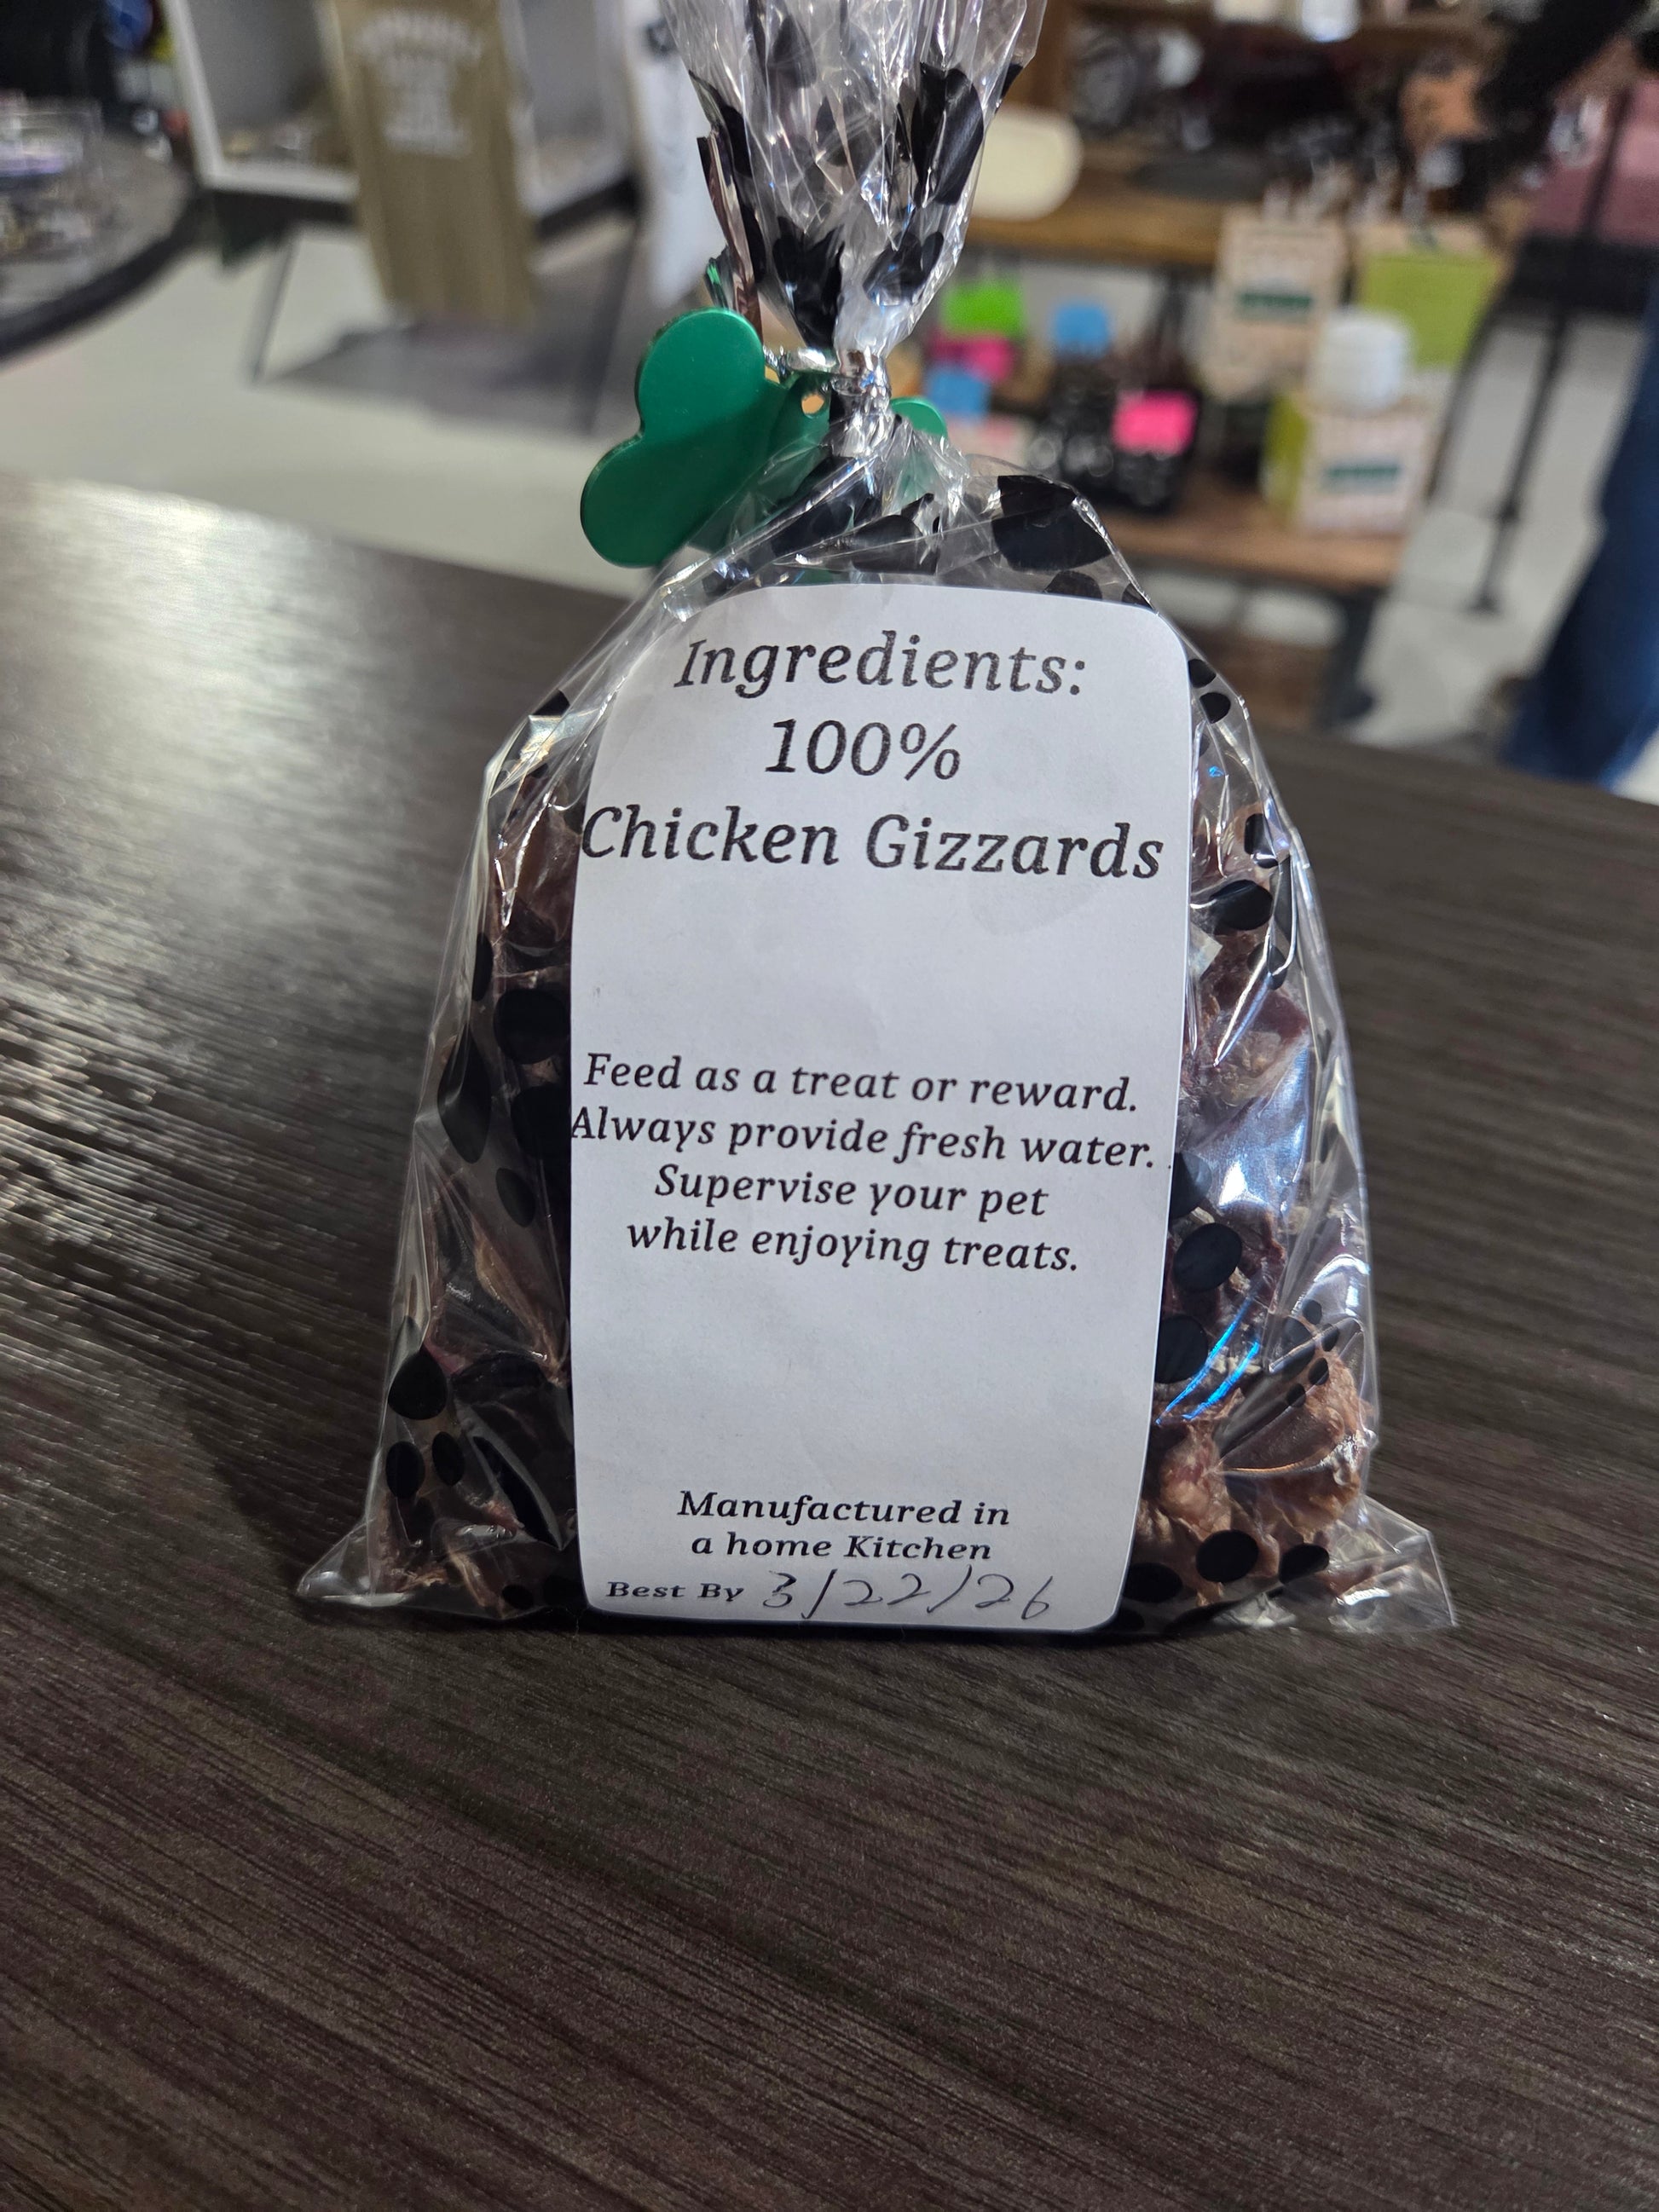 Ingredients:
100%
Chicken Gizzards
Feed as a treat or reward.
Always provide fresh water.
Supervise your pet
while enjoying treats.
Manufactured in
a home Kitchen
Best By 3/22/26